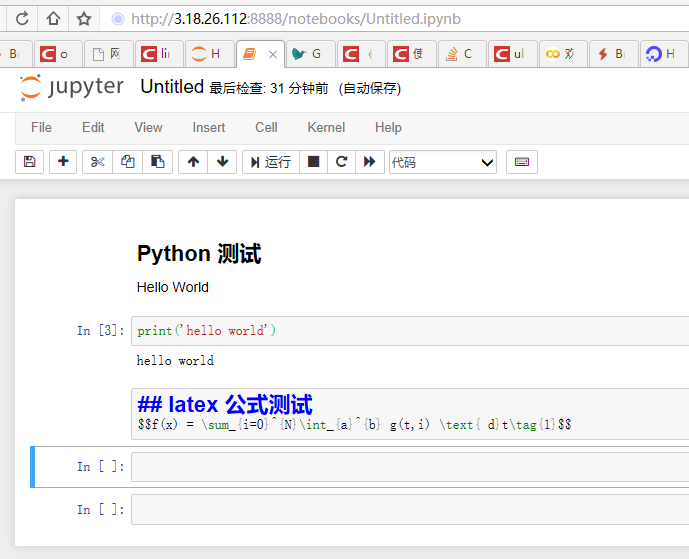 http://3.18.26.112:8888/notebooks/Untitled.ipynb
B C o 网 C lin H G C C 使 C C ul 双 B H
jupyter Untitled 最后检查: 31 分钟前 (自动保存)
File Edit View Insert Cell Kernel Help
运行 代码
Python 测试
Hello World
In [3]: print('hello world')
hello world
## latex 公式测试
$$f(x) = \sum_{i=0}^{N}\int_{a}^{b} g(t,i) \text{ d}t\tag{1}$$
In [ ]:
In [ ]: